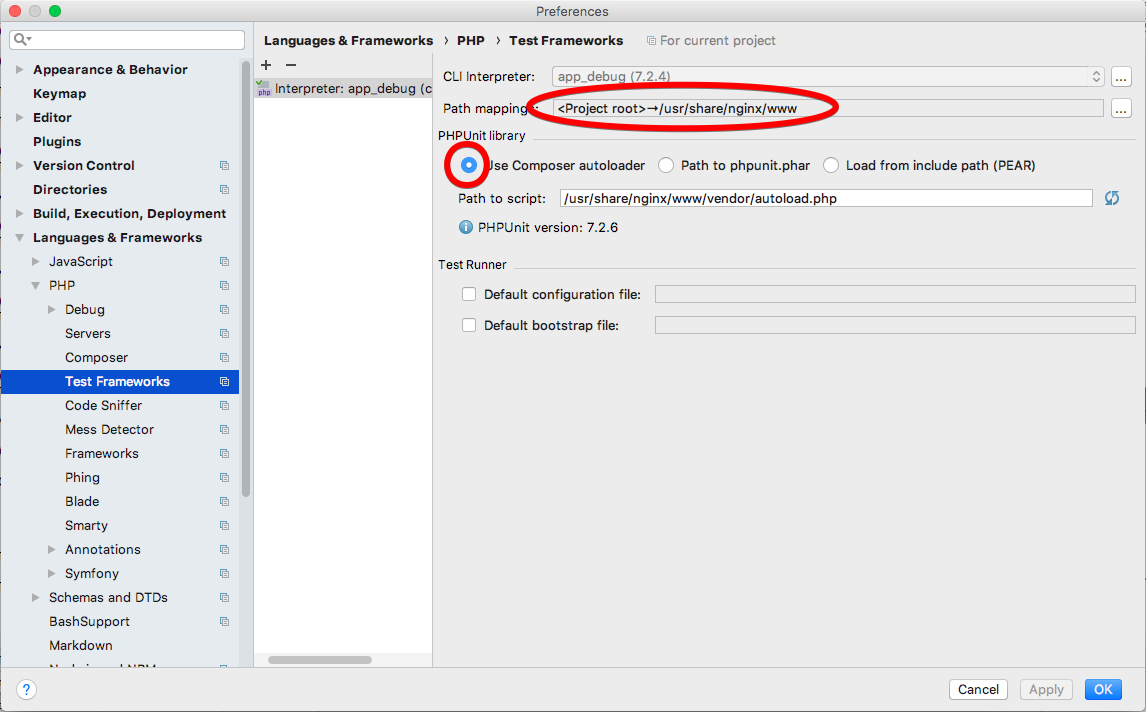 Preferences
Languages & Frameworks › PHP › Test Frameworks For current project
Appearance & Behavior
Keymap
Editor
Plugins
Version Control
Directories
Build, Execution, Deployment
Languages & Frameworks
JavaScript
PHP
Debug
Servers
Composer
Test Frameworks
Code Sniffer
Mess Detector
Frameworks
Phing
Blade
Smarty
Annotations
Symfony
Schemas and DTDs
BashSupport
Markdown
+ −
php Interpreter: app_debug (c
CLI Interpreter: app_debug (7.2.4) ...
Path mappings: <Project root>→/usr/share/nginx/www ...
PHPUnit library
Use Composer autoloader Path to phpunit.phar Load from include path (PEAR)
Path to script: /usr/share/nginx/www/vendor/autoload.php
PHPUnit version: 7.2.6
Test Runner
Default configuration file:
Default bootstrap file:
? Cancel Apply OK